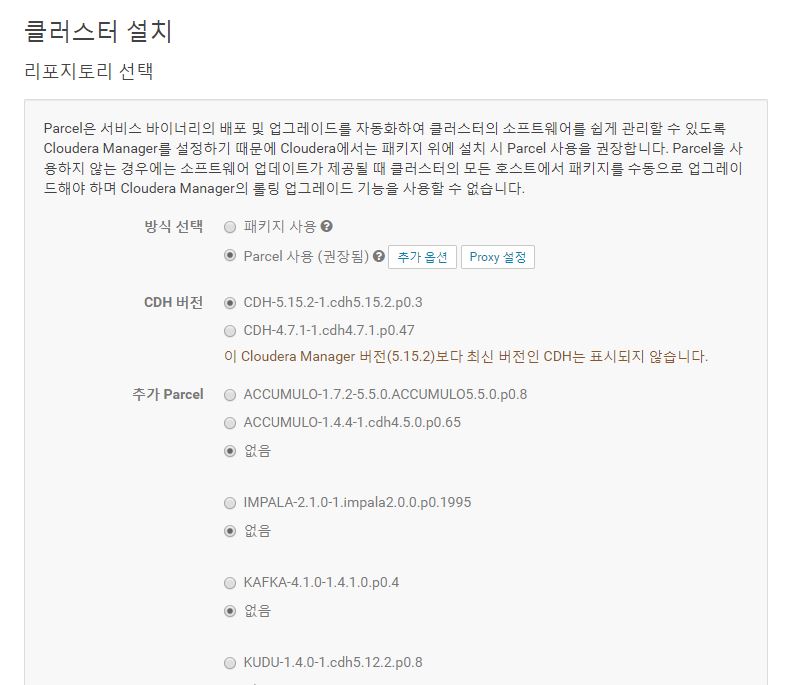 클러스터 설치
리포지토리 선택
Parcel은 서비스 바이너리의 배포 및 업그레이드를 자동화하여 클러스터의 소프트웨어를 쉽게 관리할 수 있도록
Cloudera Manager를 설정하기 때문에 Cloudera에서는 패키지 위에 설치 시 Parcel 사용을 권장합니다. Parcel을 사
용하지 않는 경우에는 소프트웨어 업데이트가 제공될 때 클러스터의 모든 호스트에서 패키지를 수동으로 업그레이
드해야 하며 Cloudera Manager의 롤링 업그레이드 기능을 사용할 수 없습니다.
방식 선택 패키지 사용 ?
Parcel 사용 (권장됨) ? 추가 옵션 Proxy 설정
CDH 버전 CDH-5.15.2-1.cdh5.15.2.p0.3
CDH-4.7.1-1.cdh4.7.1.p0.47
이 Cloudera Manager 버전(5.15.2)보다 최신 버전인 CDH는 표시되지 않습니다.
추가 Parcel ACCUMULO-1.7.2-5.5.0.ACCUMULO5.5.0.p0.8
ACCUMULO-1.4.4-1.cdh4.5.0.p0.65
없음
IMPALA-2.1.0-1.impala2.0.0.p0.1995
없음
KAFKA-4.1.0-1.4.1.0.p0.4
없음
KUDU-1.4.0-1.cdh5.12.2.p0.8